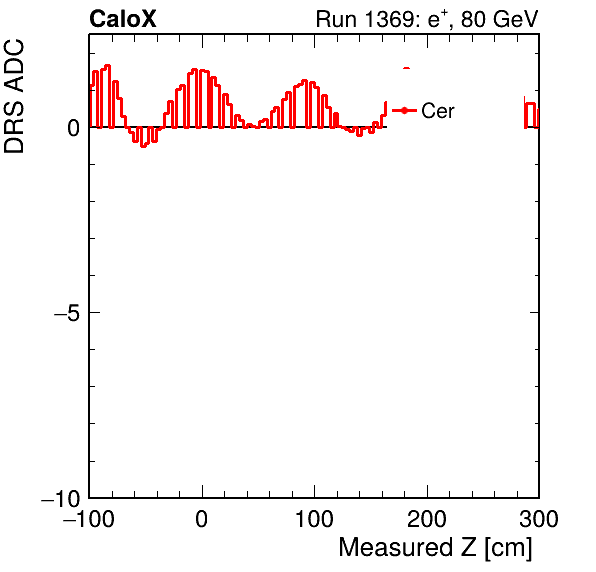 CaloX Run 1369: e⁺, 80 GeV
DRS ADC
Cer
0
−5
−10
−100 0 100 200 300
Measured Z [cm]